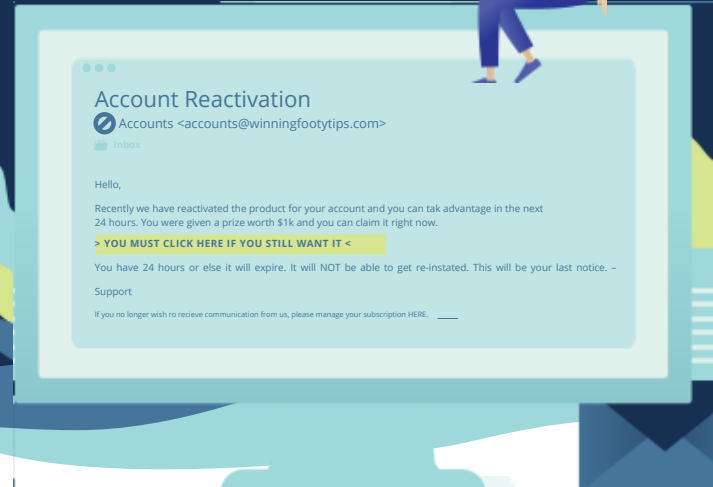 Account Reactivation
Accounts <accounts@winningfootytips.com>
Inbox
Hello,
Recently we have reactivated the product for your account and you can tak advantage in the next
24 hours. You were given a prize worth $1k and you can claim it right now.
> YOU MUST CLICK HERE IF YOU STILL WANT IT <
You have 24 hours or else it will expire. It will NOT be able to get re-instated. This will be your last notice. –
Support
If you no longer wish ro recieve communication from us, please manage your subscription HERE.